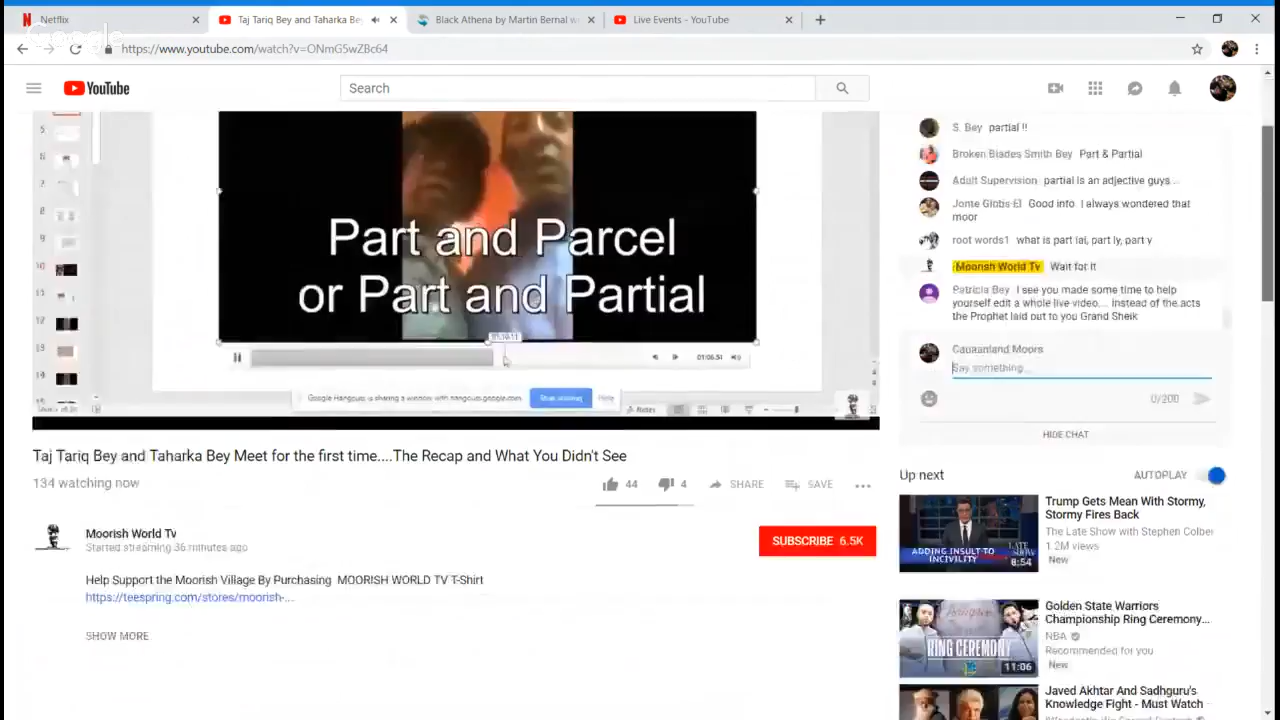 Netflix
Taj Tariq Bey and Taharka Be
Black Athena by Martin Bernal w
Live Events - YouTube
Google
https://www.youtube.com/watch?v=ONmG5wZBc64
YouTube
Search
Part and Parcel
or Part and Partial
01:06:54
Google Hangouts is sharing a window with hangouts.google.com.
Stop sharing
Hide
Notes
S. Bey partial !!
Broken Blades Smith Bey Part & Partial
Adult Supervision partial is an adjective guys...
Jonte Gibbs El Good info I always wondered that
moor
root words1 what is part ial, part ly, part y
Moorish World Tv Wait for it
Patricia Bey I see you made some time to help
yourself edit a whole live video... instead of the acts
the Prophet laid out to you Grand Sheik
Canaanland Moors
Say something...
0/200
HIDE CHAT
Taj Tariq Bey and Taharka Bey Meet for the first time....The Recap and What You Didn't See
134 watching now
44
4
SHARE
SAVE
Moorish World Tv
Started streaming 36 minutes ago
SUBSCRIBE 6.5K
Help Support the Moorish Village By Purchasing MOORISH WORLD TV T-Shirt
https://teespring.com/stores/moorish-...
SHOW MORE
Up next
AUTOPLAY
ADDING INSULT TO
INCIVILITY
LATE
SHOW
8:54
Trump Gets Mean With Stormy,
Stormy Fires Back
The Late Show with Stephen Colber
1.2M views
New
RING CEREMONY
11:06
Golden State Warriors
Championship Ring Ceremony...
NBA
Recommended for you
New
Javed Akhtar And Sadhguru's
Knowledge Fight - Must Watch